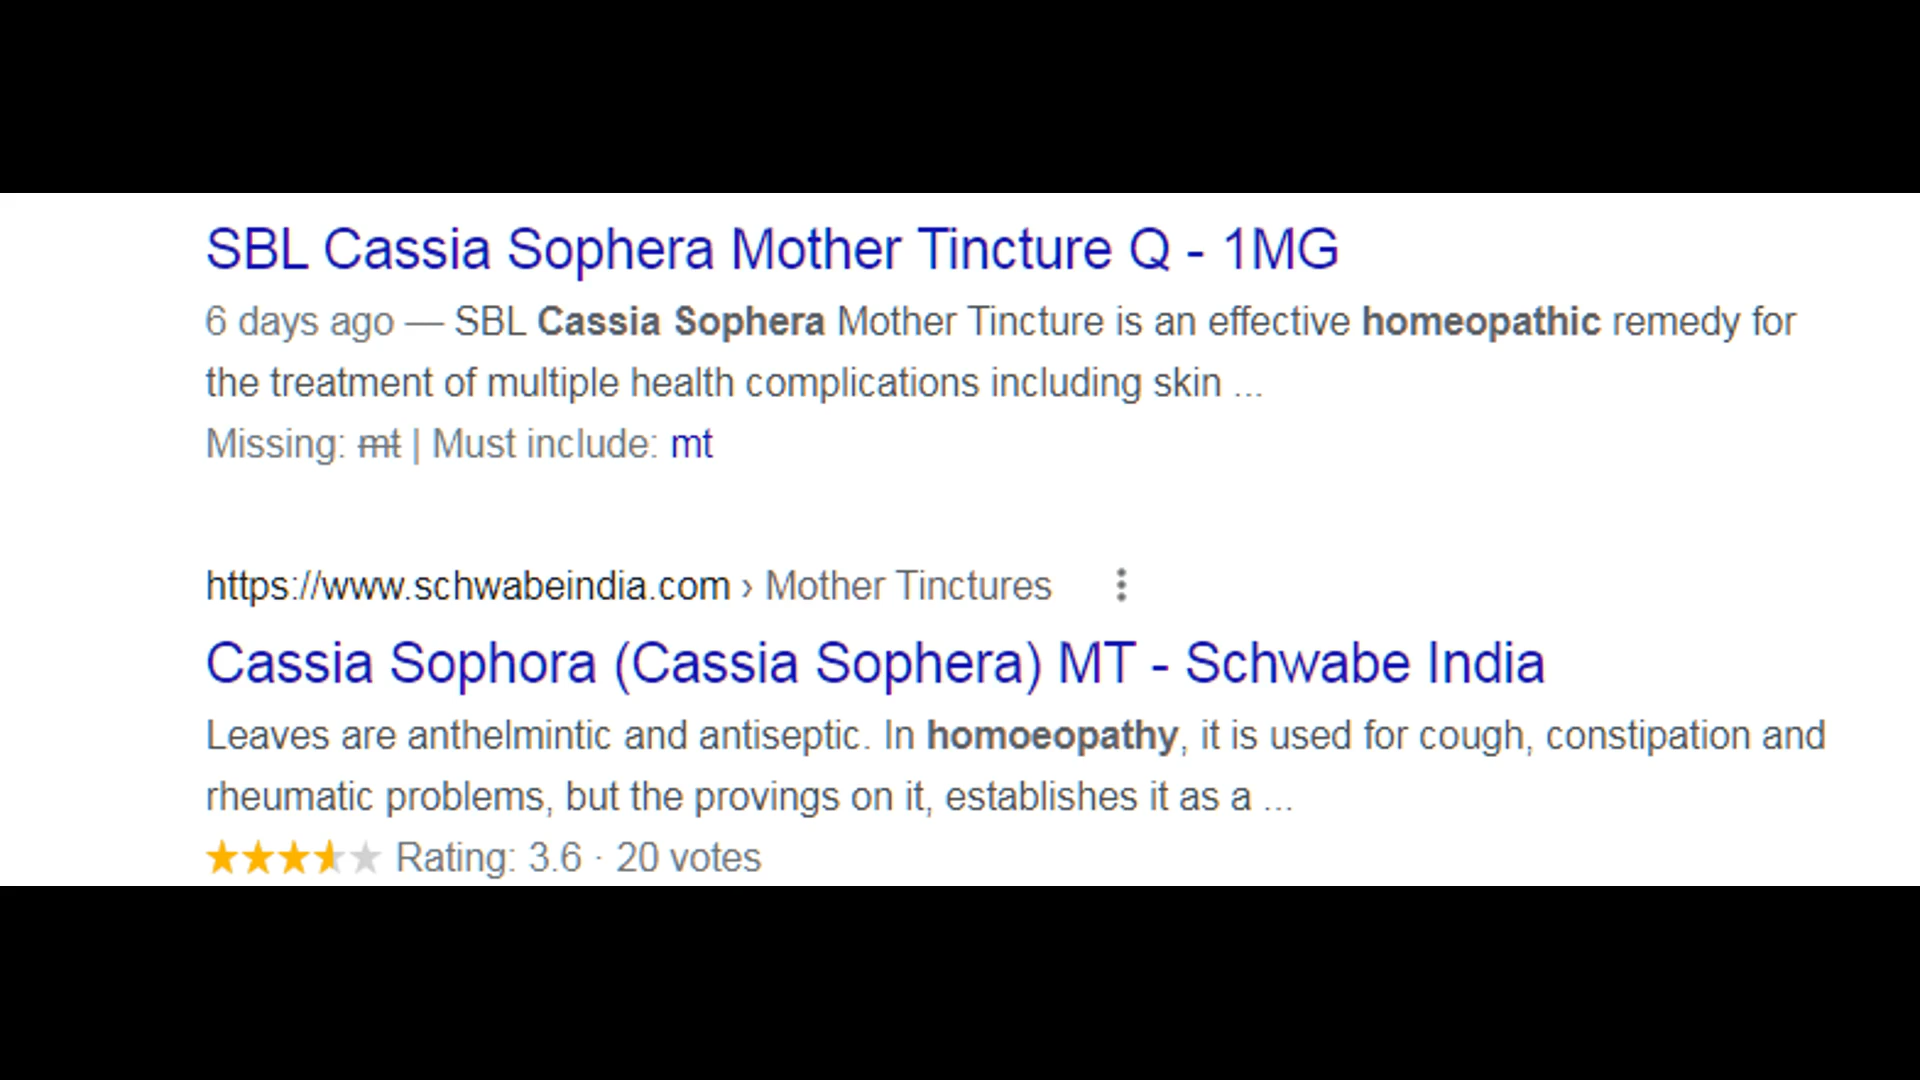 SBL Cassia Sophera Mother Tincture Q - 1MG
6 days ago — SBL Cassia Sophera Mother Tincture is an effective homeopathic remedy for
the treatment of multiple health complications including skin ...
Missing: mt | Must include: mt
https://www.schwabeindia.com › Mother Tinctures
Cassia Sophora (Cassia Sophera) MT - Schwabe India
Leaves are anthelmintic and antiseptic. In homoeopathy, it is used for cough, constipation and
rheumatic problems, but the provings on it, establishes it as a ...
Rating: 3.6 · 20 votes